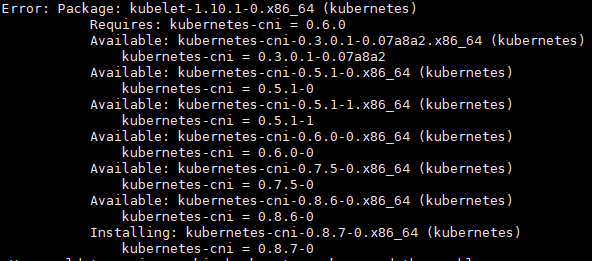 Error: Package: kubelet-1.10.1-0.x86_64 (kubernetes)
Requires: kubernetes-cni = 0.6.0
Available: kubernetes-cni-0.3.0.1-0.07a8a2.x86_64 (kubernetes)
kubernetes-cni = 0.3.0.1-0.07a8a2
Available: kubernetes-cni-0.5.1-0.x86_64 (kubernetes)
kubernetes-cni = 0.5.1-0
Available: kubernetes-cni-0.5.1-1.x86_64 (kubernetes)
kubernetes-cni = 0.5.1-1
Available: kubernetes-cni-0.6.0-0.x86_64 (kubernetes)
kubernetes-cni = 0.6.0-0
Available: kubernetes-cni-0.7.5-0.x86_64 (kubernetes)
kubernetes-cni = 0.7.5-0
Available: kubernetes-cni-0.8.6-0.x86_64 (kubernetes)
kubernetes-cni = 0.8.6-0
Installing: kubernetes-cni-0.8.7-0.x86_64 (kubernetes)
kubernetes-cni = 0.8.7-0